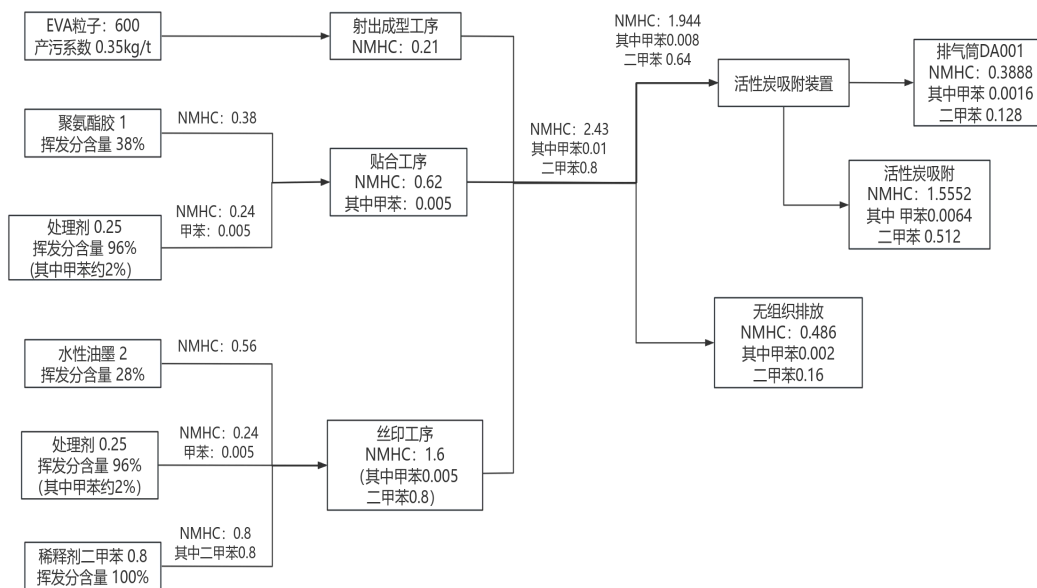 EVA粒子：600
产污系数 0.35kg/t
射出成型工序
NMHC：0.21
聚氨酯胶 1
挥发分含量 38%
NMHC：0.38
处理剂 0.25
挥发分含量 96%
(其中甲苯约2%)
NMHC：0.24
甲苯：0.005
贴合工序
NMHC：0.62
其中甲苯：0.005
水性油墨 2
挥发分含量 28%
NMHC：0.56
处理剂 0.25
挥发分含量 96%
(其中甲苯约2%)
NMHC：0.24
甲苯：0.005
稀释剂二甲苯 0.8
挥发分含量 100%
NMHC：0.8
其中二甲苯0.8
丝印工序
NMHC：1.6
（其中甲苯0.005
二甲苯0.8）
NMHC：2.43
其中甲苯0.01
二甲苯0.8
NMHC：1.944
其中甲苯0.008
二甲苯 0.64
活性炭吸附装置
排气筒DA001
NMHC：0.3888
其中甲苯 0.0016
二甲苯 0.128
活性炭吸附
NMHC：1.5552
其中 甲苯0.0064
二甲苯 0.512
无组织排放
NMHC：0.486
其中甲苯0.002
二甲苯0.16